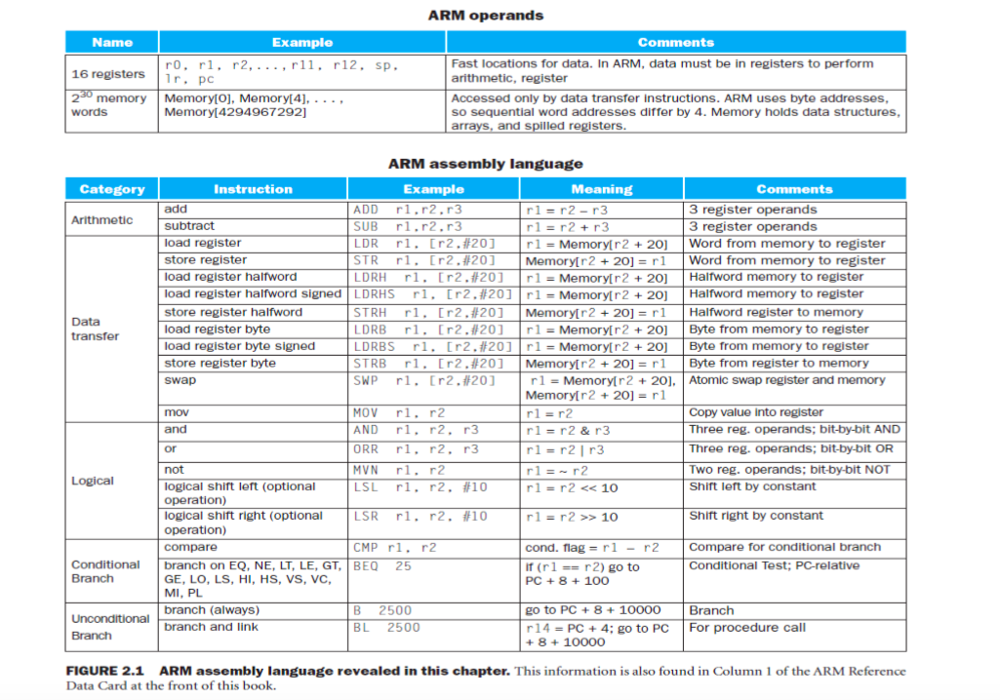 ARM operands
Name Example Comments
16 registers r0, r1, r2,..., r11, r12, sp, Fast locations for data. In ARM, data must be in registers to perform
lr, pc arithmetic, register
2³⁰ memory Memory[0], Memory[4], . . . , Accessed only by data transfer instructions. ARM uses byte addresses,
words Memory[4294967292] so sequential word addresses differ by 4. Memory holds data structures,
arrays, and spilled registers.
ARM assembly language
Category Instruction Example Meaning Comments
Arithmetic
add ADD r1,r2,r3 r1 = r2 – r3 3 register operands
subtract SUB r1,r2,r3 r1 = r2 + r3 3 register operands
Data
transfer
load register LDR r1, [r2,#20] r1 = Memory[r2 + 20] Word from memory to register
store register STR r1, [r2,#20] Memory[r2 + 20] = r1 Word from memory to register
load register halfword LDRH r1, [r2,#20] r1 = Memory[r2 + 20] Halfword memory to register
load register halfword signed LDRHS r1, [r2,#20] r1 = Memory[r2 + 20] Halfword memory to register
store register halfword STRH r1, [r2,#20] Memory[r2 + 20] = r1 Halfword register to memory
load register byte LDRB r1, [r2,#20] r1 = Memory[r2 + 20] Byte from memory to register
load register byte signed LDRBS r1, [r2,#20] r1 = Memory[r2 + 20] Byte from memory to register
store register byte STRB r1, [r2,#20] Memory[r2 + 20] = r1 Byte from register to memory
swap SWP r1, [r2,#20] r1 = Memory[r2 + 20], Atomic swap register and memory
Memory[r2 + 20] = r1
mov MOV r1, r2 r1 = r2 Copy value into register
Logical
and AND r1, r2, r3 r1 = r2 & r3 Three reg. operands; bit-by-bit AND
or ORR r1, r2, r3 r1 = r2 | r3 Three reg. operands; bit-by-bit OR
not MVN r1, r2 r1 = ~ r2 Two reg. operands; bit-by-bit NOT
logical shift left (optional LSL r1, r2, #10 r1 = r2 << 10 Shift left by constant
operation)
logical shift right (optional LSR r1, r2, #10 r1 = r2 >> 10 Shift right by constant
operation)
Conditional
Branch
compare CMP r1, r2 cond. flag = r1 – r2 Compare for conditional branch
branch on EQ, NE, LT, LE, GT, BEQ 25 if (r1 == r2) go to Conditional Test; PC-relative
GE, LO, LS, HI, HS, VS, VC, PC + 8 + 100
MI, PL
Unconditional
Branch
branch (always) B 2500 go to PC + 8 + 10000 Branch
branch and link BL 2500 r14 = PC + 4; go to PC For procedure call
+ 8 + 10000
FIGURE 2.1 ARM assembly language revealed in this chapter. This information is also found in Column 1 of the ARM Reference
Data Card at the front of this book.